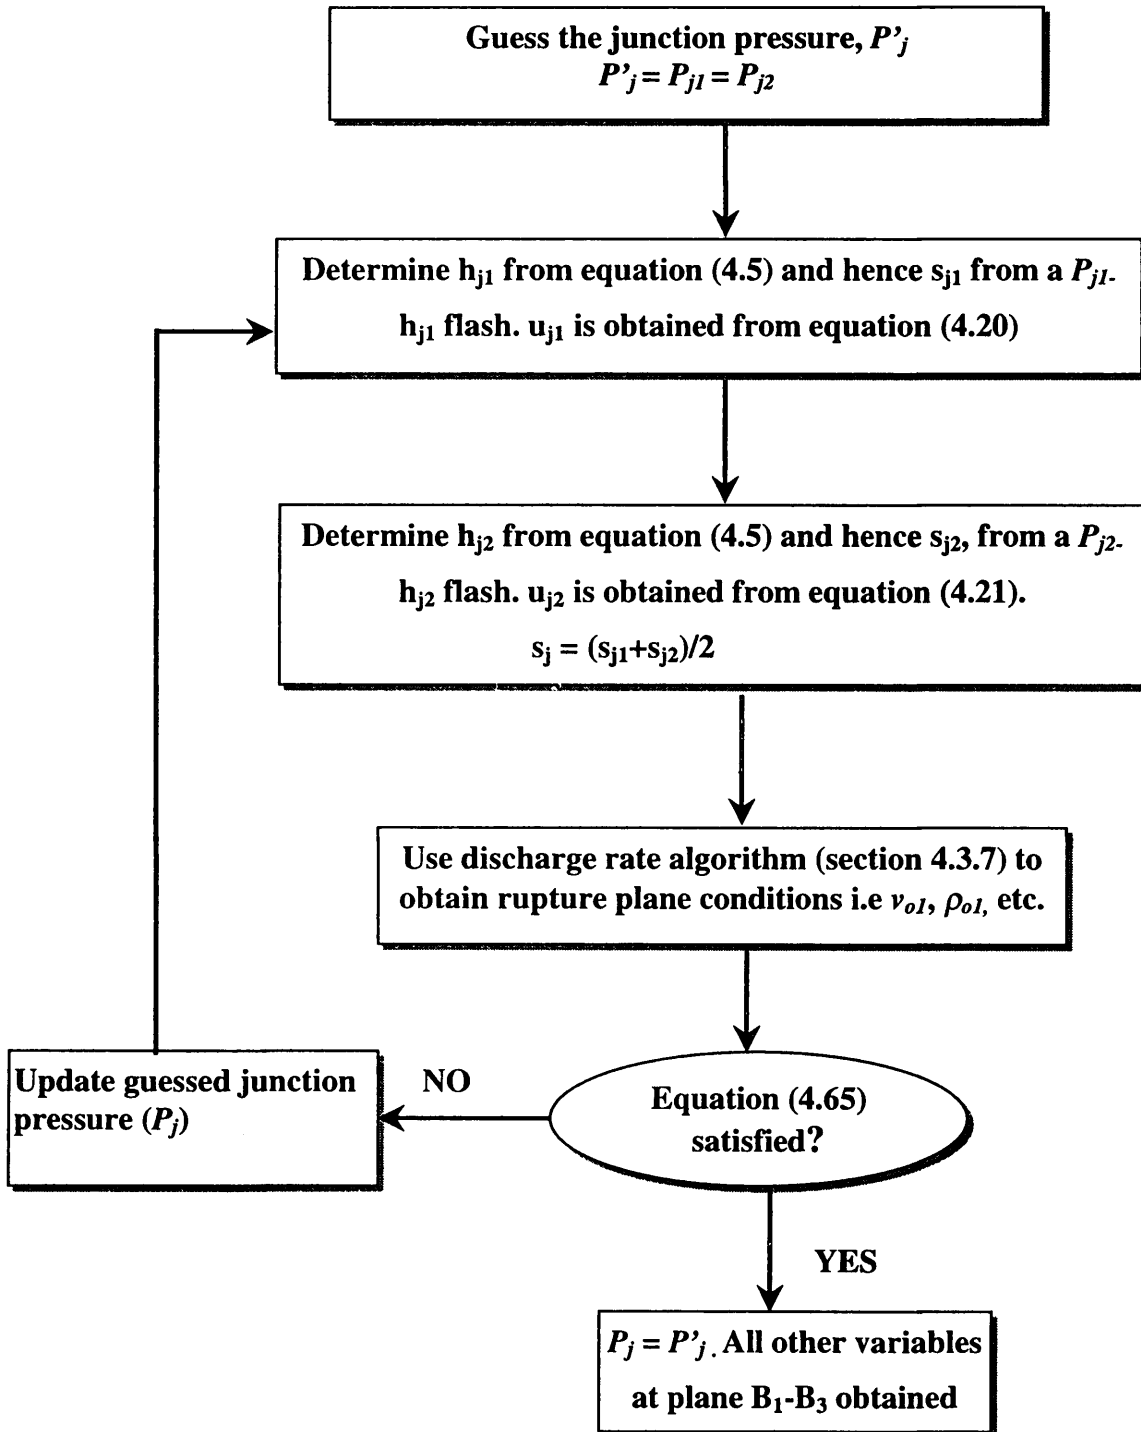 Guess the junction pressure, P’j
P’j = Pj1 = Pj2
Determine hj1 from equation (4.5) and hence sj1 from a Pj1-
hj1 flash. uj1 is obtained from equation (4.20)
Determine hj2 from equation (4.5) and hence sj2, from a Pj2-
hj2 flash. uj2 is obtained from equation (4.21).
sj = (sj1+sj2)/2
Use discharge rate algorithm (section 4.3.7) to
obtain rupture plane conditions i.e vo1, ρo1, etc.
Equation (4.65)
satisfied?
NO
Update guessed junction
pressure (Pj)
YES
Pj = P’j. All other variables
at plane B1-B3 obtained